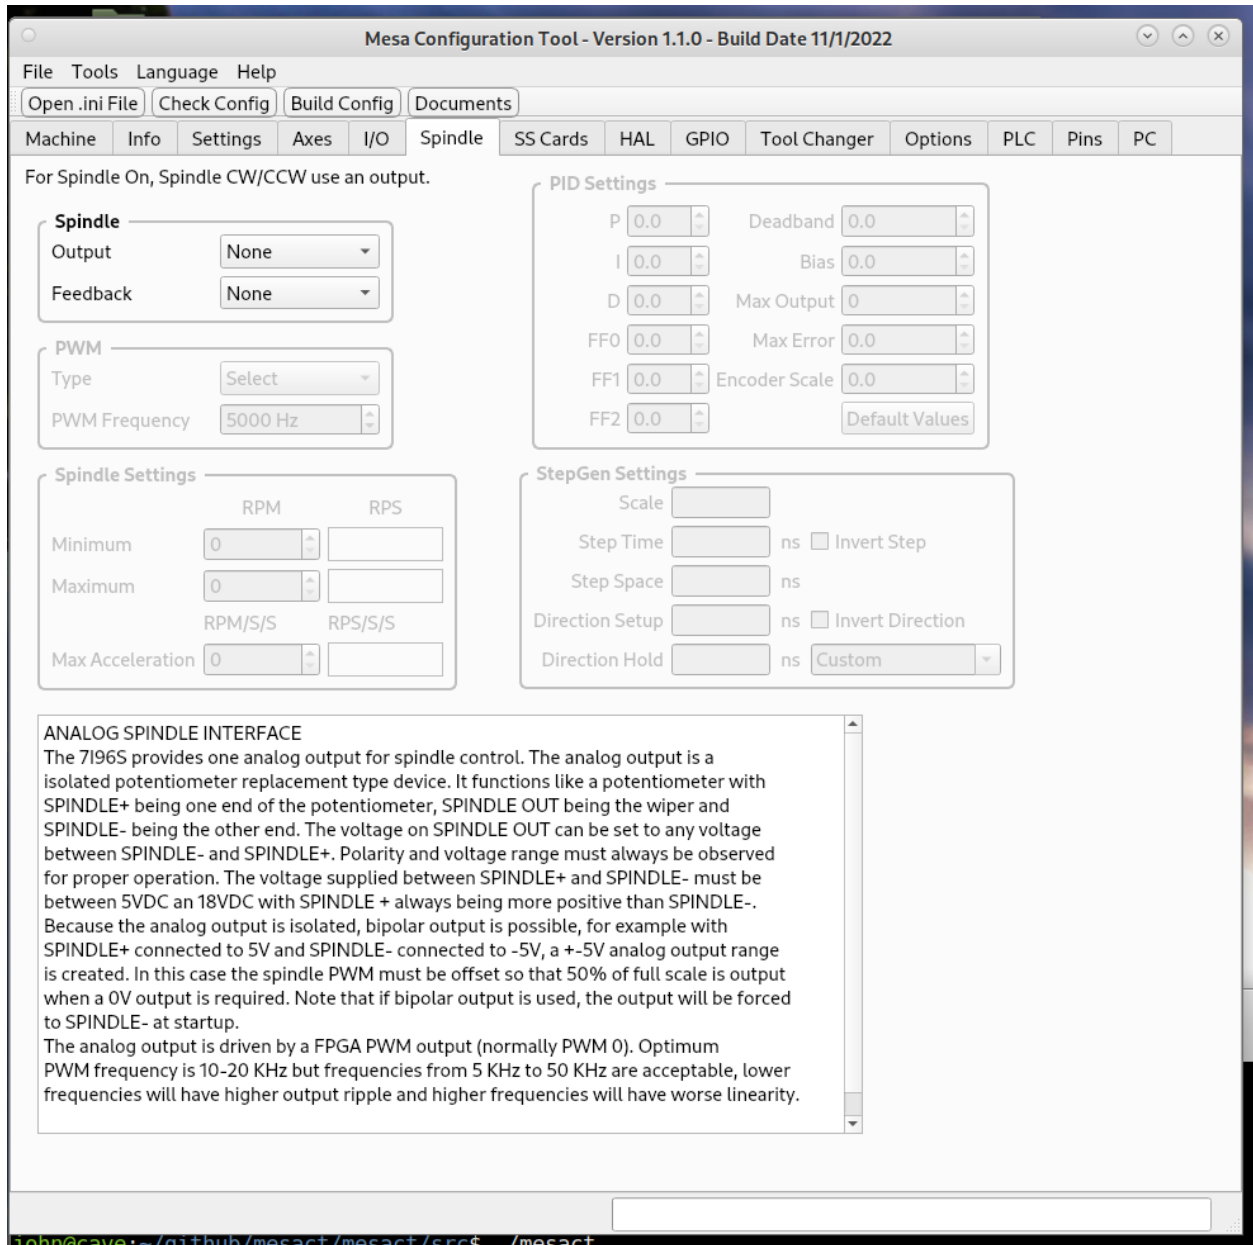 Mesa Configuration Tool - Version 1.1.0 - Build Date 11/1/2022
File Tools Language Help
Open .ini File Check Config Build Config Documents
Machine Info Settings Axes I/O Spindle SS Cards HAL GPIO Tool Changer Options PLC Pins PC
For Spindle On, Spindle CW/CCW use an output.
Spindle
Output None
Feedback None
PWM
Type Select
PWM Frequency 5000 Hz
PID Settings
P 0.0 Deadband 0.0
I 0.0 Bias 0.0
D 0.0 Max Output 0
FF0 0.0 Max Error 0.0
FF1 0.0 Encoder Scale 0.0
FF2 0.0 Default Values
Spindle Settings
RPM RPS
Minimum 0
Maximum 0
RPM/S/S RPS/S/S
Max Acceleration 0
StepGen Settings
Scale
Step Time ns Invert Step
Step Space ns
Direction Setup ns Invert Direction
Direction Hold ns Custom
ANALOG SPINDLE INTERFACE
The 7I96S provides one analog output for spindle control. The analog output is a
isolated potentiometer replacement type device. It functions like a potentiometer with
SPINDLE+ being one end of the potentiometer, SPINDLE OUT being the wiper and
SPINDLE- being the other end. The voltage on SPINDLE OUT can be set to any voltage
between SPINDLE- and SPINDLE+. Polarity and voltage range must always be observed
for proper operation. The voltage supplied between SPINDLE+ and SPINDLE- must be
between 5VDC an 18VDC with SPINDLE + always being more positive than SPINDLE-.
Because the analog output is isolated, bipolar output is possible, for example with
SPINDLE+ connected to 5V and SPINDLE- connected to -5V, a +-5V analog output range
is created. In this case the spindle PWM must be offset so that 50% of full scale is output
when a 0V output is required. Note that if bipolar output is used, the output will be forced
to SPINDLE- at startup.
The analog output is driven by a FPGA PWM output (normally PWM 0). Optimum
PWM frequency is 10-20 KHz but frequencies from 5 KHz to 50 KHz are acceptable, lower
frequencies will have higher output ripple and higher frequencies will have worse linearity.
john@cave:~/github/mesact/mesact/src$ ./mesact